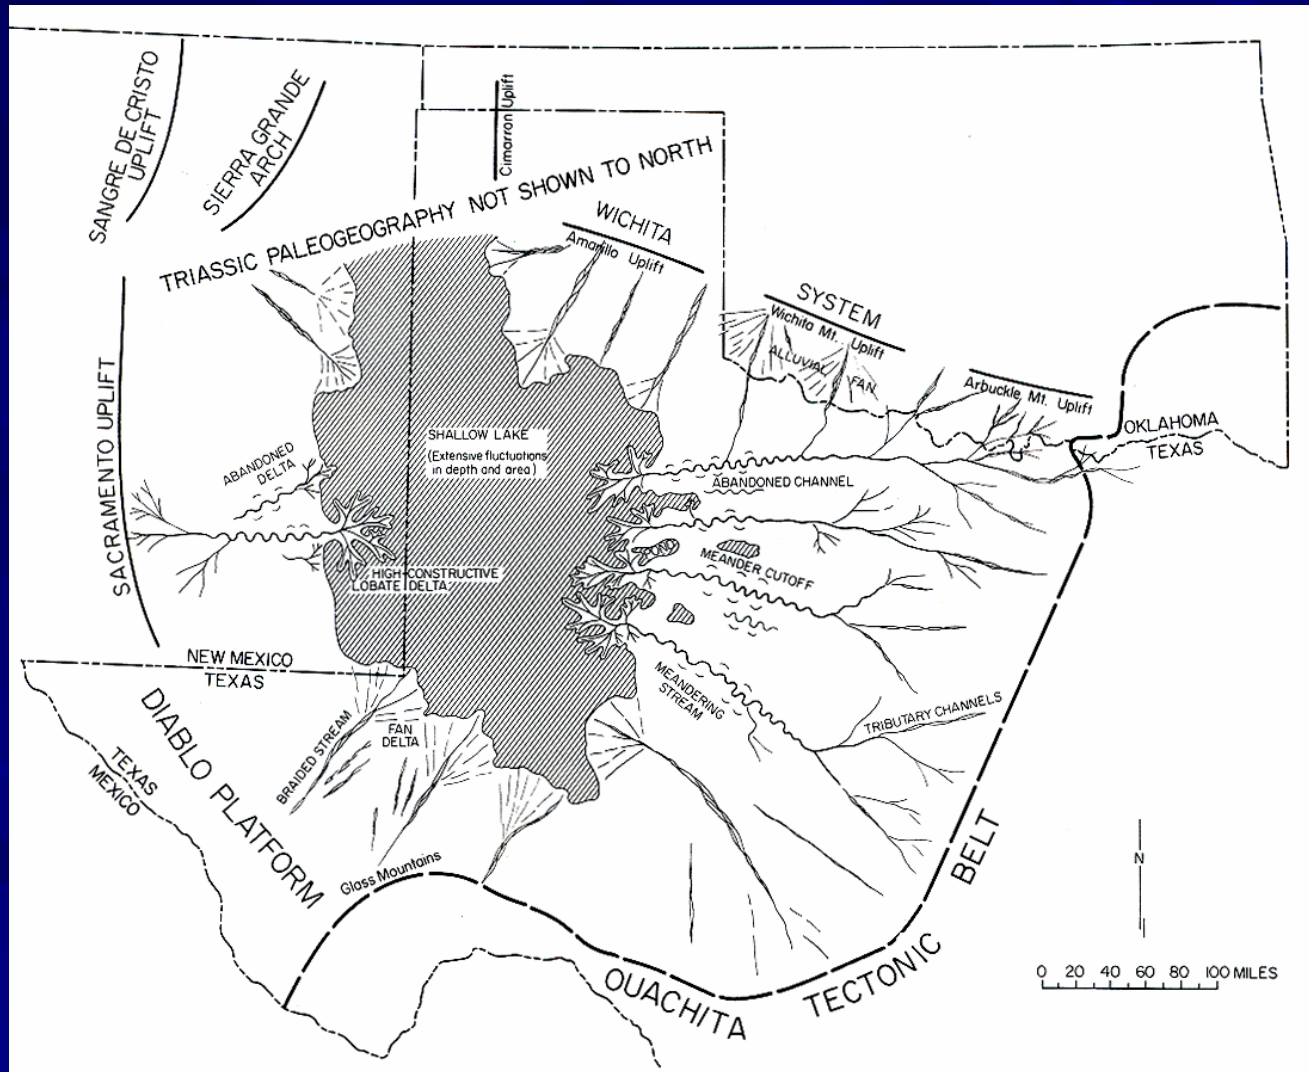 SANGRE DE CRISTO
UPLIFT
SIERRA GRANDE
ARCH
Cimarron Uplift
TRIASSIC PALEOGEOGRAPHY NOT SHOWN TO NORTH
WICHITA
Amarillo Uplift
SYSTEM
Wichita Mt. Uplift
ALLUVIAL
FAN
Arbuckle Mt. Uplift
OKLAHOMA
TEXAS
SACRAMENTO UPLIFT
ABANDONED
DELTA
SHALLOW LAKE
(Extensive fluctuations
in depth and area)
ABANDONED CHANNEL
MEANDER CUTOFF
HIGH-CONSTRUCTIVE
LOBATE DELTA
NEW MEXICO
TEXAS
MEANDERING
STREAM
TRIBUTARY CHANNELS
DIABLO PLATFORM
BRAIDED STREAM
FAN
DELTA
TEXAS
MEXICO
Glass Mountains
OUACHITA TECTONIC BELT
N
0 20 40 60 80 100 MILES